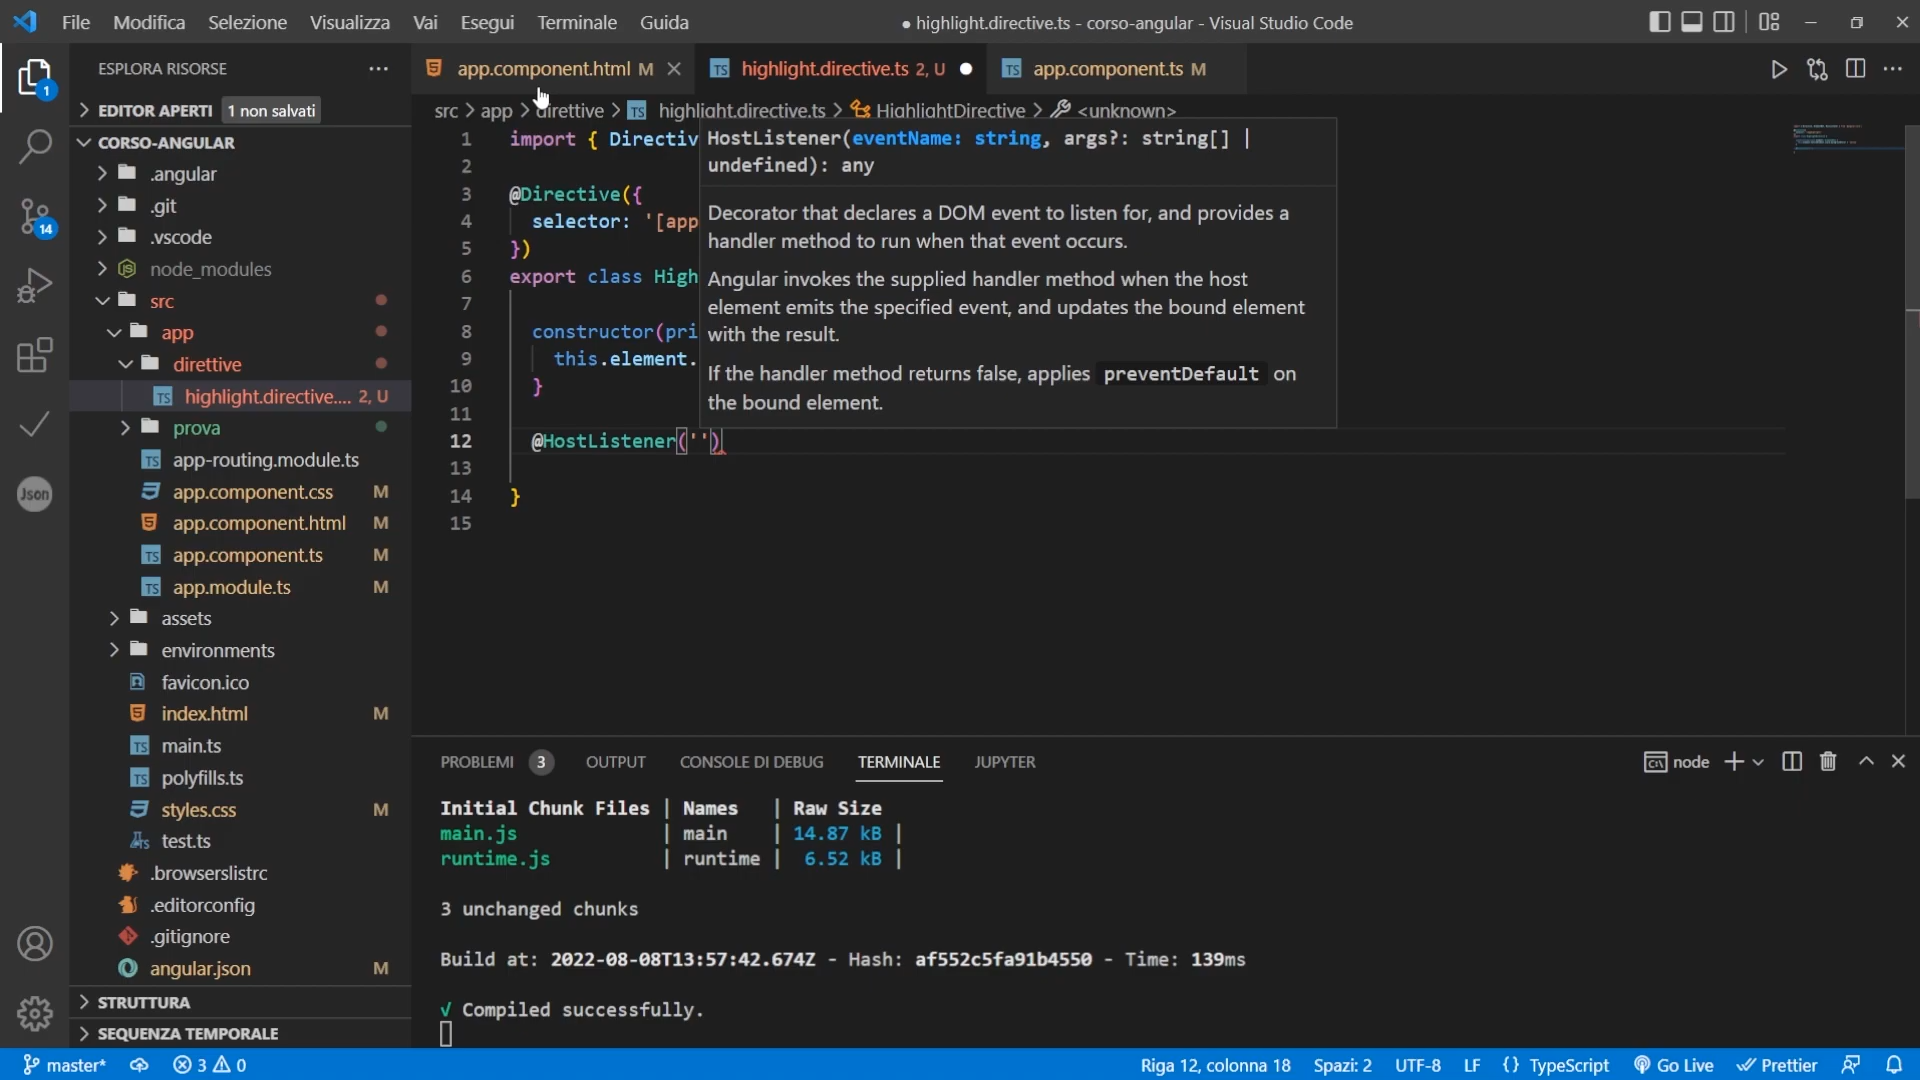 File Modifica Selezione Visualizza Vai Esegui Terminale Guida
● highlight.directive.ts - corso-angular - Visual Studio Code
ESPLORA RISORSE
EDITOR APERTI 1 non salvati
CORSO-ANGULAR
.angular
.git
.vscode
node_modules
src
app
direttive
highlight.directive.... 2, U
prova
app-routing.module.ts
app.component.css M
app.component.html M
app.component.ts M
app.module.ts M
assets
environments
favicon.ico
index.html M
main.ts
polyfills.ts
styles.css M
test.ts
.browserslistrc
.editorconfig
.gitignore
angular.json M
STRUTTURA
SEQUENZA TEMPORALE
1
14
Json
app.component.html M
highlight.directive.ts 2, U
app.component.ts M
src > app > direttive > highlight.directive.ts > HighlightDirective > <unknown>
1 import { Directiv
2
3 @Directive({
4 selector: '[app
5 })
6 export class High
7
8 constructor(pri
9 this.element.
10 }
11
12 @HostListener('')
13
14 }
15
HostListener(eventName: string, args?: string[] |
undefined): any
Decorator that declares a DOM event to listen for, and provides a
handler method to run when that event occurs.
Angular invokes the supplied handler method when the host
element emits the specified event, and updates the bound element
with the result.
If the handler method returns false, applies preventDefault on
the bound element.
PROBLEMI 3 OUTPUT CONSOLE DI DEBUG TERMINALE JUPYTER
node
Initial Chunk Files | Names | Raw Size
main.js | main | 14.87 kB |
runtime.js | runtime | 6.52 kB |
3 unchanged chunks
Build at: 2022-08-08T13:57:42.674Z - Hash: af552c5fa91b4550 - Time: 139ms
√ Compiled successfully.
master* 3 0
Riga 12, colonna 18 Spazi: 2 UTF-8 LF {} TypeScript Go Live Prettier